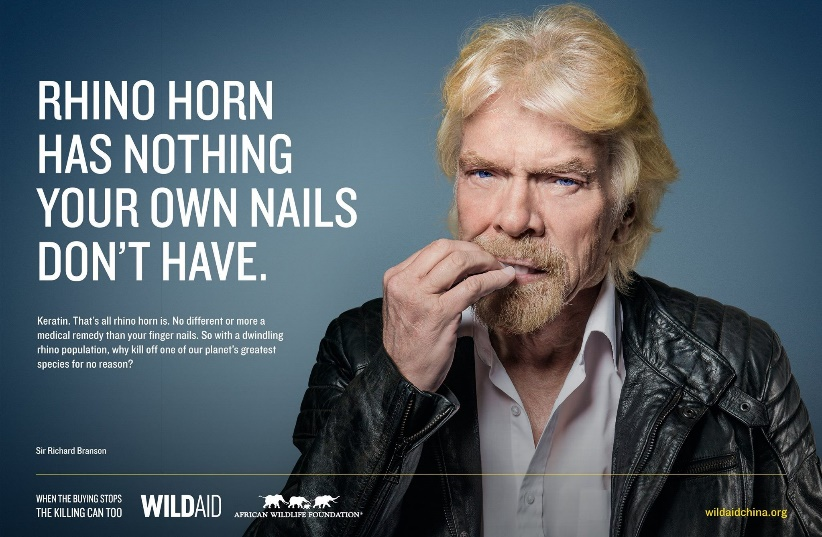 RHINO HORN
HAS NOTHING
YOUR OWN NAILS
DON'T HAVE.
Keratin. That's all rhino horn is. No different or more a
medical remedy than your finger nails. So with a dwindling
rhino population, why kill off one of our planet's greatest
species for no reason?
Sir Richard Branson
WHEN THE BUYING STOPS
THE KILLING CAN TOO
WILDAID
AFRICAN WILDLIFE FOUNDATION®
wildaidchina.org